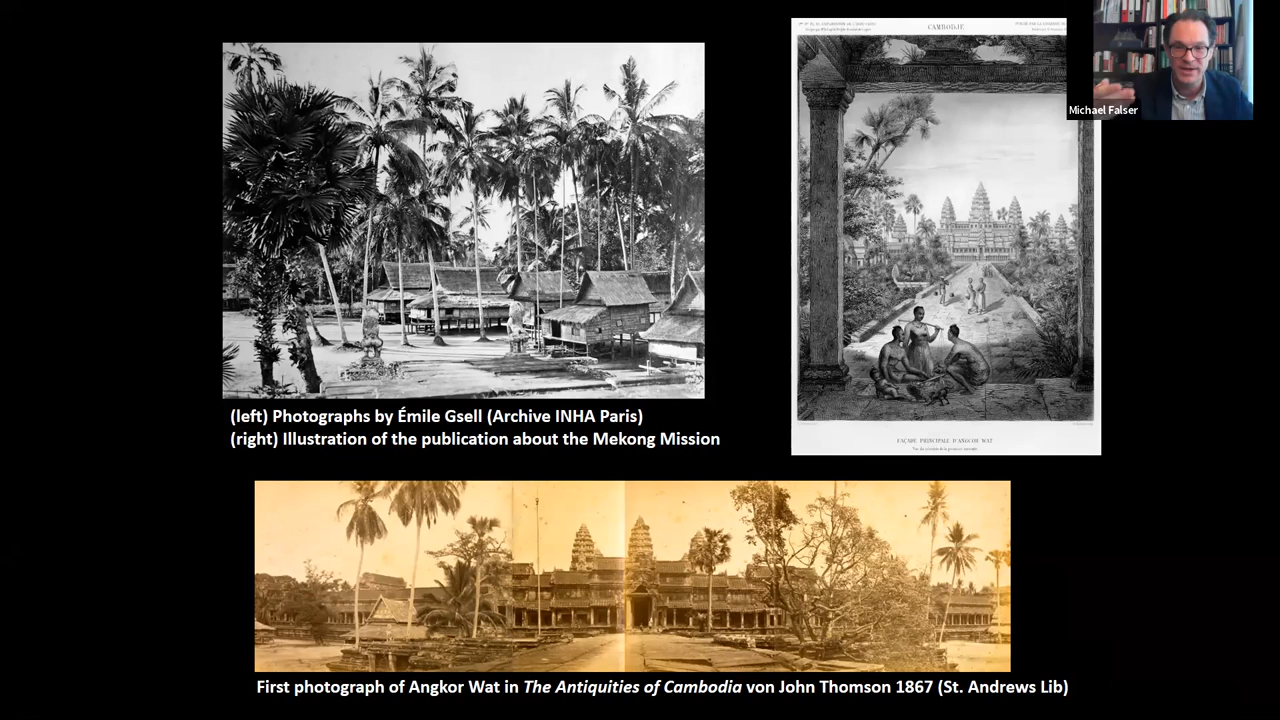 CAMBODJE
Michael Falser
(left) Photographs by Émile Gsell (Archive INHA Paris)
(right) Illustration of the publication about the Mekong Mission
FAÇADE PRINCIPALE D'ANGCOR WAT
First photograph of Angkor Wat in The Antiquities of Cambodia von John Thomson 1867 (St. Andrews Lib)